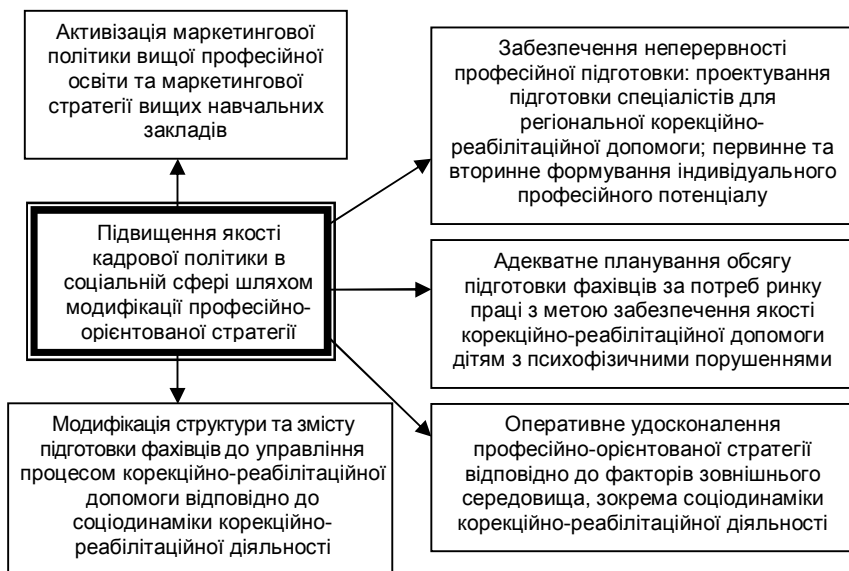 Активізація маркетингової
політики вищої професійної
освіти та маркетингової
стратегії вищих навчальних
закладів
Забезпечення неперервності
професійної підготовки: проектування
підготовки спеціалістів для
регіональної корекційно-
реабілітаційної допомоги; первинне та
вторинне формування індивідуального
професійного потенціалу
Підвищення якості
кадрової політики в
соціальній сфері шляхом
модифікації професійно-
орієнтованої стратегії
Адекватне планування обсягу
підготовки фахівців за потреб ринку
праці з метою забезпечення якості
корекційно-реабілітаційної допомоги
дітям з психофізичними порушеннями
Модифікація структури та змісту
підготовки фахівців до управління
процесом корекційно-реабілітаційної
допомоги відповідно до
соціодинаміки корекційно-
реабілітаційної діяльності
Оперативне удосконалення
професійно-орієнтованої стратегії
відповідно до факторів зовнішнього
середовища, зокрема соціодинаміки
корекційно-реабілітаційної діяльності